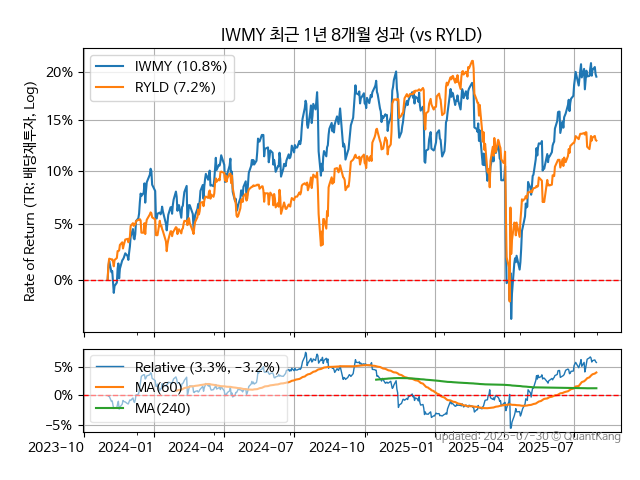 IWMY 최근 1년 8개월 성과 (vs RYLD)
Rate of Return (TR: 배당재투자, Log)
20%
15%
10%
5%
0%
IWMY (10.8%)
RYLD (7.2%)
5%
0%
−5%
Relative (3.3%, −3.2%)
MA(60)
MA(240)
2023-10
2024-01
2024-04
2024-07
2024-10
2025-01
2025-04
2025-07
updated: 2025-07-30 © QuantKang